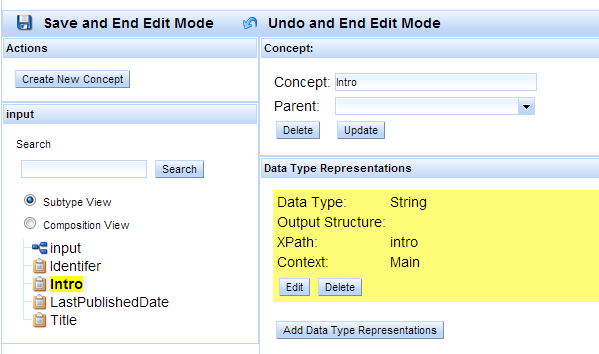 Save and End Edit Mode Undo and End Edit Mode
Actions
Create New Concept
input
Search
Search
Subtype View
Composition View
input
Identifer
Intro
LastPublishedDate
Title
Concept:
Concept: Intro
Parent:
Delete Update
Data Type Representations
Data Type: String
Output Structure:
XPath: intro
Context: Main
Edit Delete
Add Data Type Representations